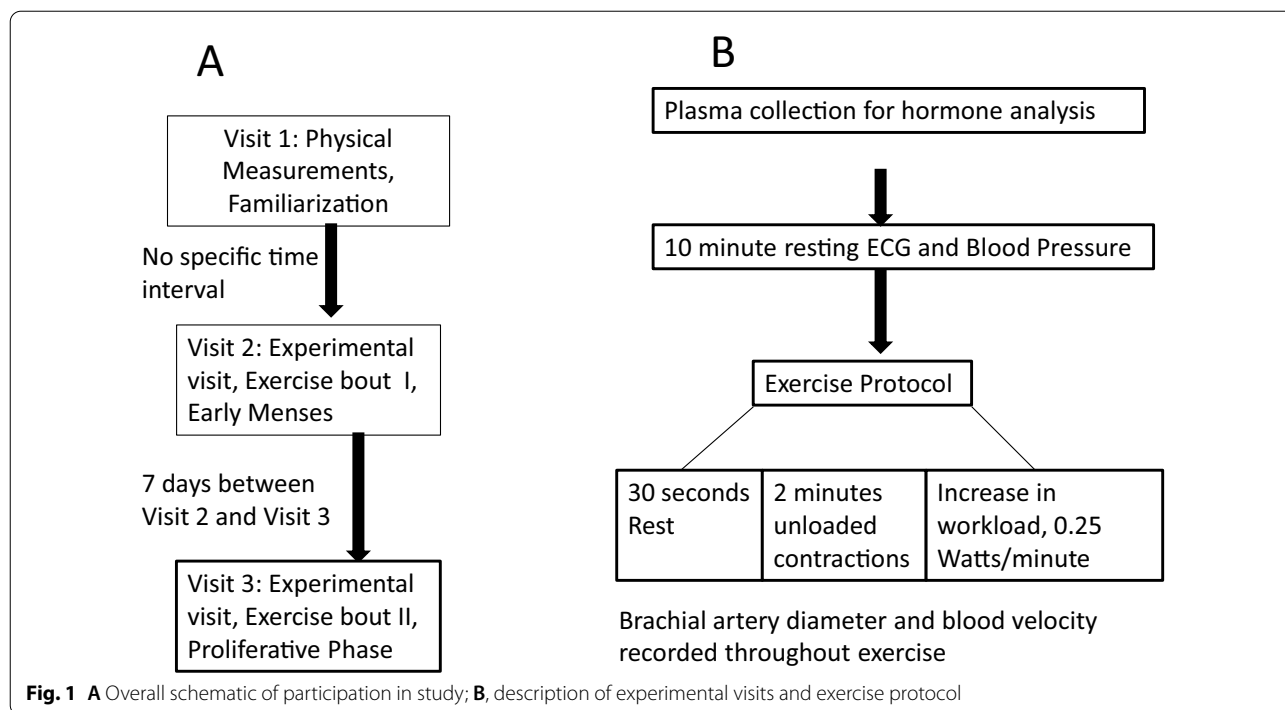 A
Visit 1: Physical
Measurements,
Familiarization
No specific time
interval
Visit 2: Experimental
visit, Exercise bout I,
Early Menses
7 days between
Visit 2 and Visit 3
Visit 3: Experimental
visit, Exercise bout II,
Proliferative Phase
B
Plasma collection for hormone analysis
10 minute resting ECG and Blood Pressure
Exercise Protocol
30 seconds
Rest
2 minutes
unloaded
contractions
Increase in
workload, 0.25
Watts/minute
Brachial artery diameter and blood velocity
recorded throughout exercise
Fig. 1 A Overall schematic of participation in study; B, description of experimental visits and exercise protocol